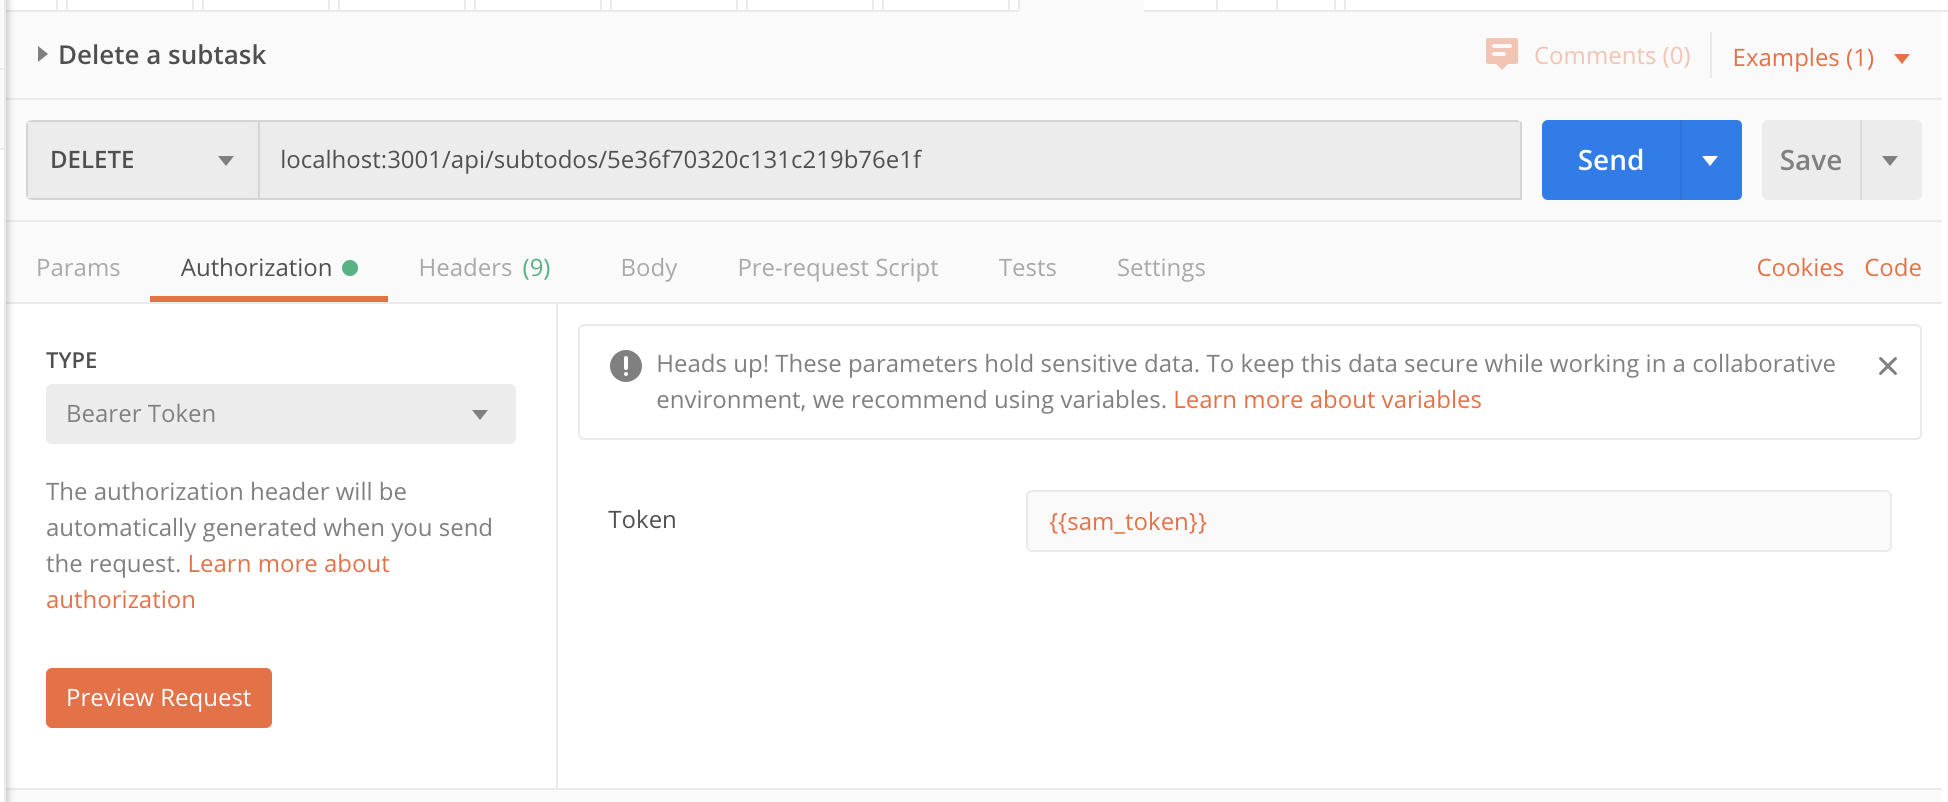 Delete a subtask
Comments (0)
Examples (1)
DELETE
localhost:3001/api/subtodos/5e36f70320c131c219b76e1f
Send
Save
Params
Authorization
Headers (9)
Body
Pre-request Script
Tests
Settings
Cookies
Code
TYPE
Bearer Token
The authorization header will be
automatically generated when you send
the request. Learn more about
authorization
Preview Request
Heads up! These parameters hold sensitive data. To keep this data secure while working in a collaborative
environment, we recommend using variables. Learn more about variables
Token
{{sam_token}}